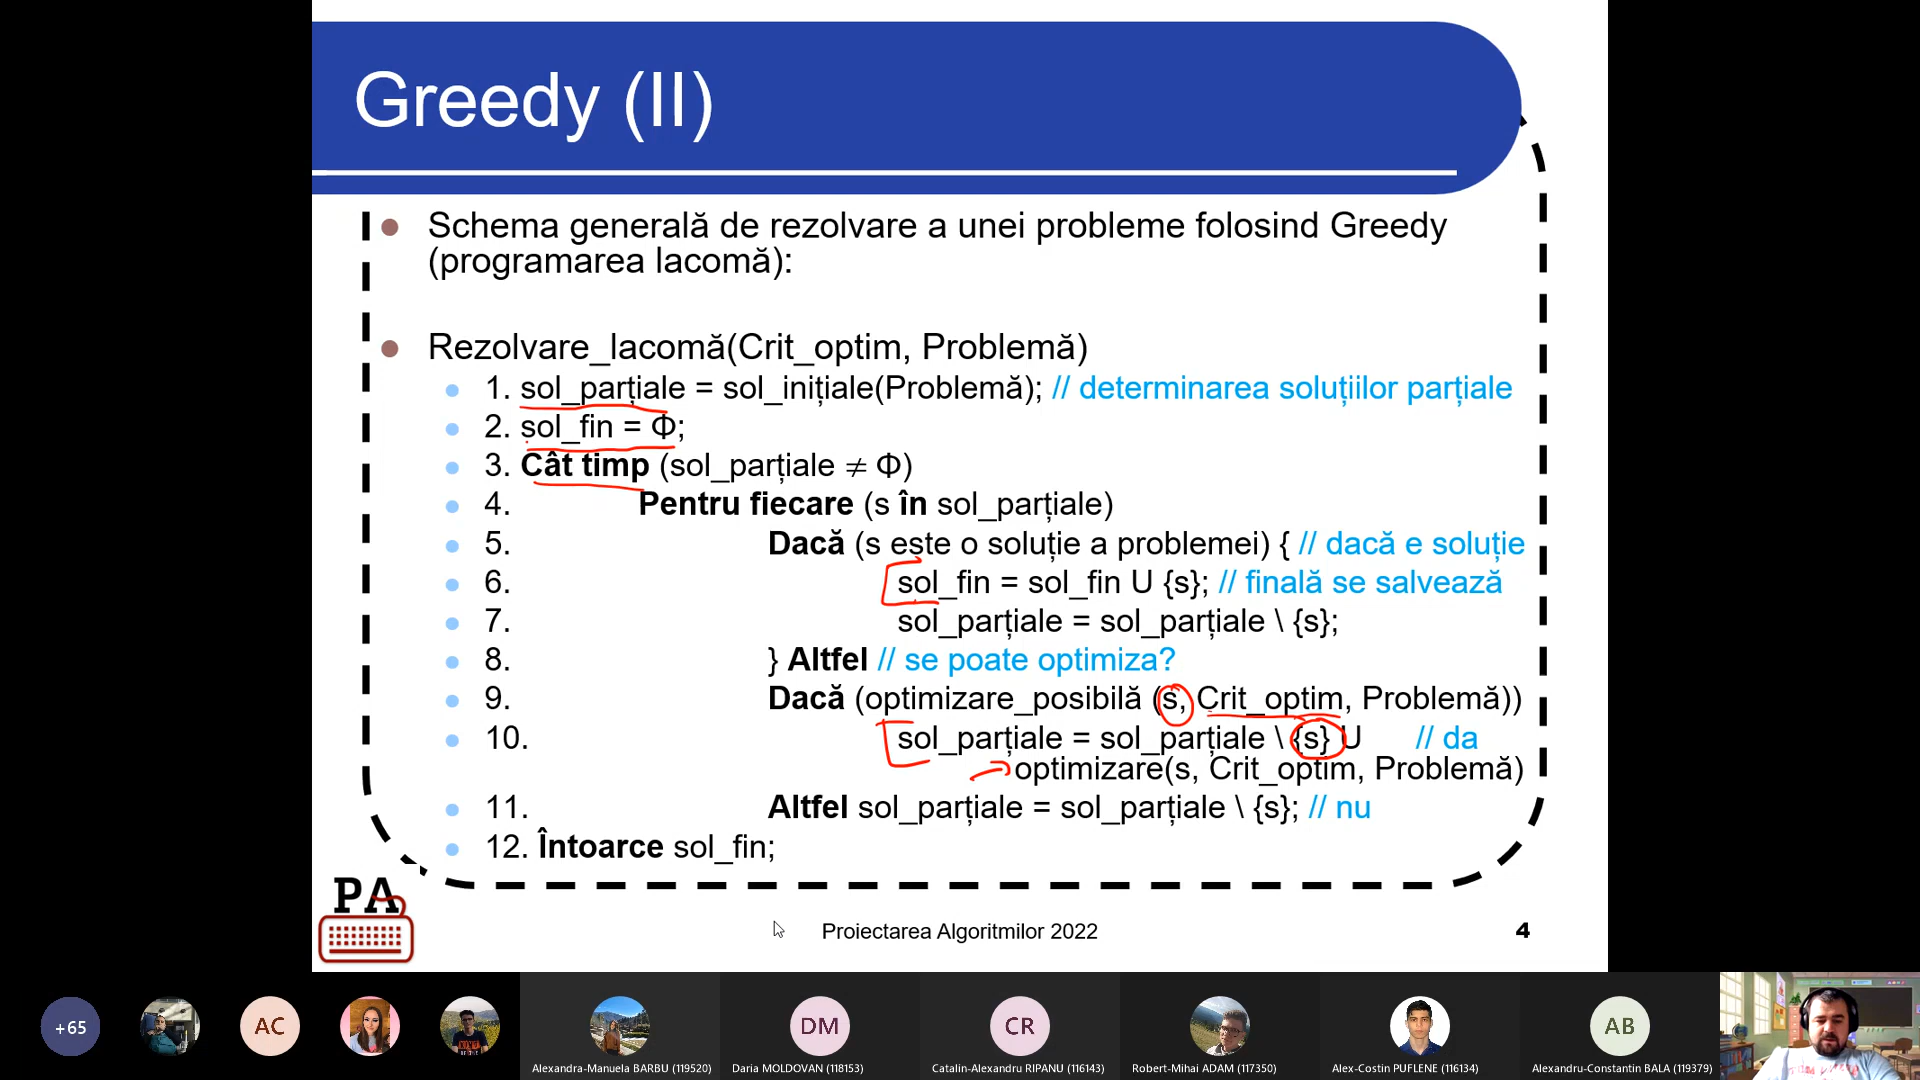 Greedy (II)
Schema generală de rezolvare a unei probleme folosind Greedy
(programarea lacomă):
Rezolvare_lacomă(Crit_optim, Problemă)
1. sol_parțiale = sol_inițiale(Problemă); // determinarea soluțiilor parțiale
2. sol_fin = Φ;
3. Cât timp (sol_parțiale ≠ Φ)
4. Pentru fiecare (s în sol_parțiale)
5. Dacă (s este o soluție a problemei) { // dacă e soluție
6. sol_fin = sol_fin U {s}; // finală se salvează
7. sol_parțiale = sol_parțiale \ {s};
8. } Altfel // se poate optimiza?
9. Dacă (optimizare_posibilă (s, Crit_optim, Problemă))
10. sol_parțiale = sol_parțiale \ {s} U // da
optimizare(s, Crit_optim, Problemă)
11. Altfel sol_parțiale = sol_parțiale \ {s}; // nu
12. Întoarce sol_fin;
PA
Proiectarea Algoritmilor 2022
4
+65
AC
DM
CR
AB
Alexandra-Manuela BARBU (119520)
Daria MOLDOVAN (118153)
Catalin-Alexandru RIPANU (116143)
Robert-Mihai ADAM (117350)
Alex-Costin PUFLENE (116134)
Alexandru-Constantin BALA (119379)